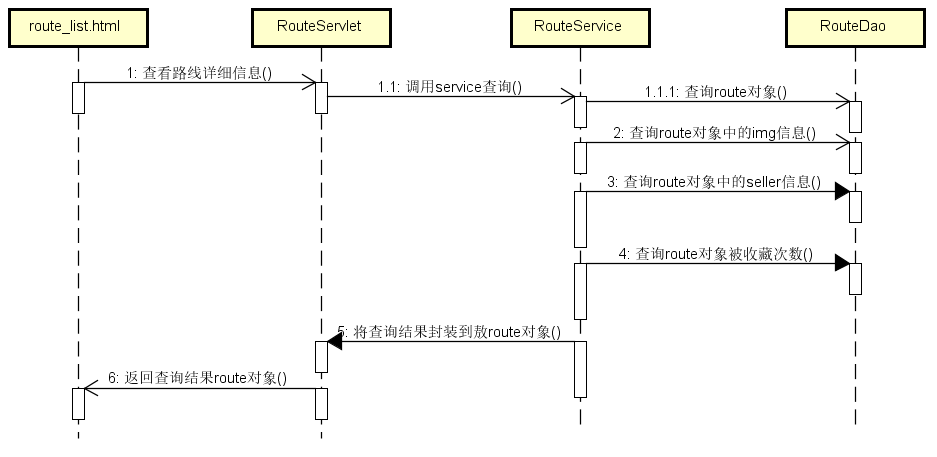 route_list.html
RouteServlet
RouteService
RouteDao
1: 查看路线详细信息()
1.1: 调用service查询()
1.1.1: 查询route对象()
2: 查询route对象中的img信息()
3: 查询route对象中的seller信息()
4: 查询route对象被收藏次数()
5: 将查询结果封装到敖route对象()
6: 返回查询结果route对象()